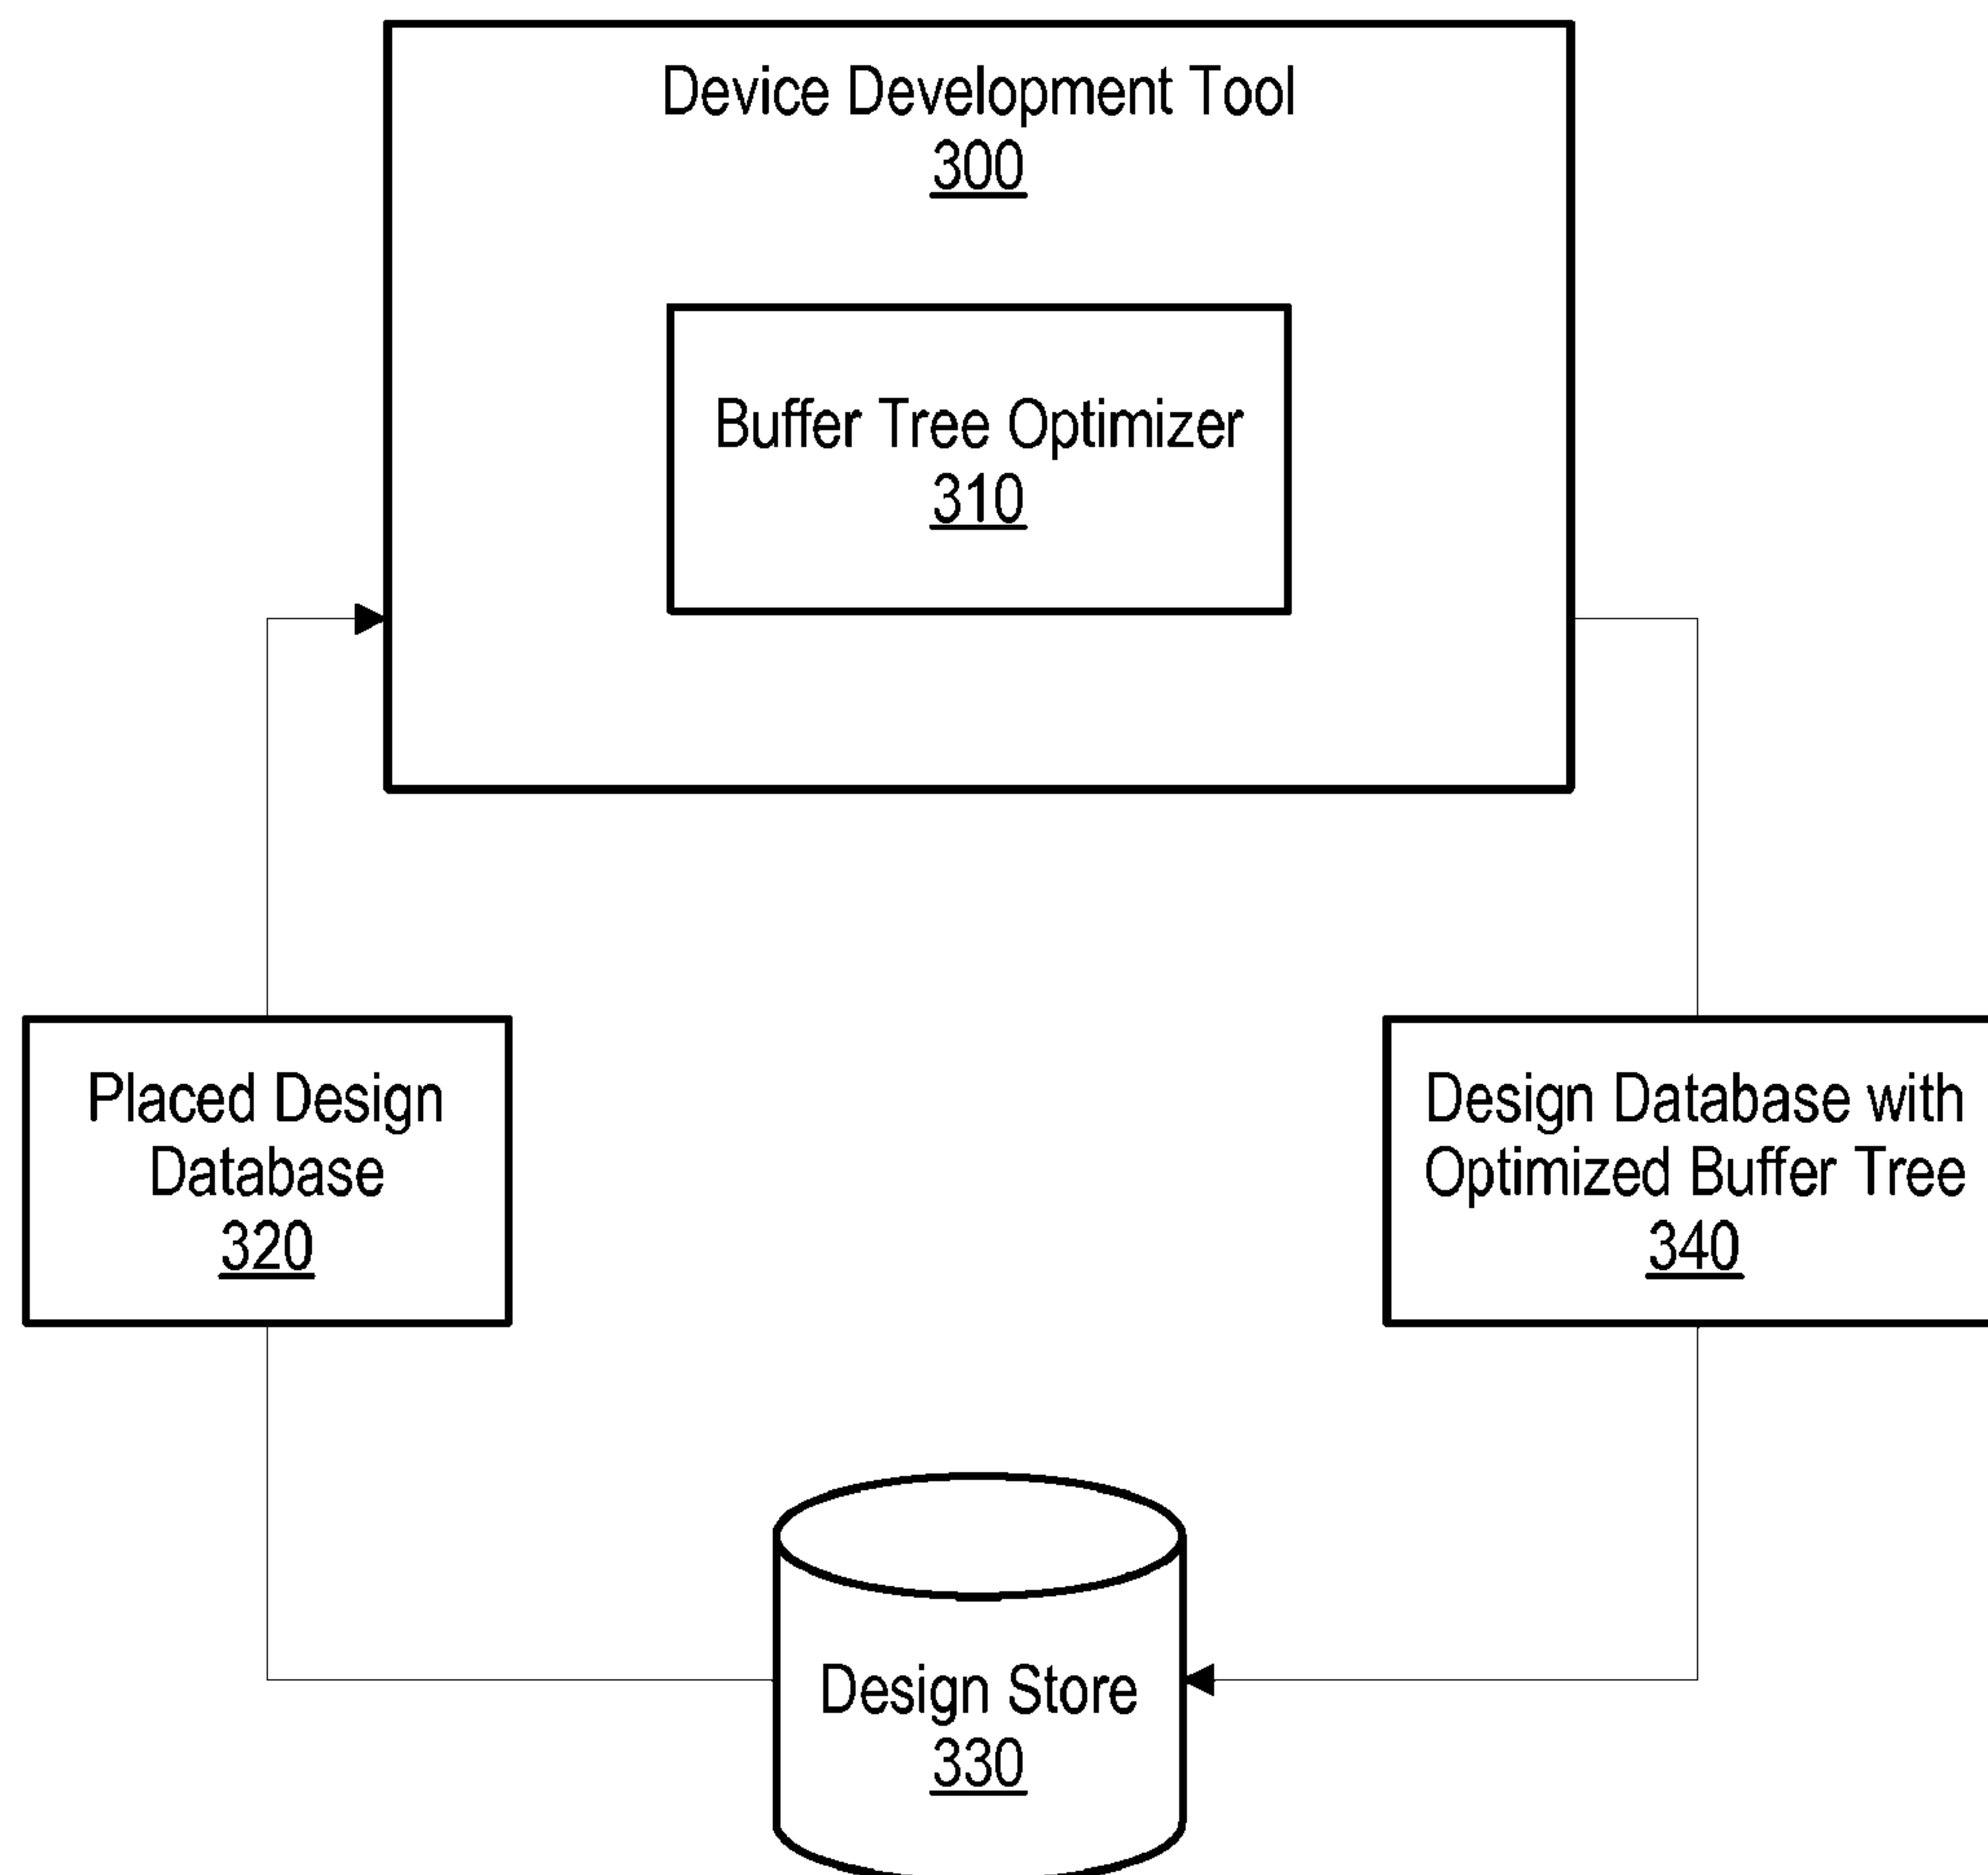 Device Development Tool
300
Buffer Tree Optimizer
310
Placed Design
Database
320
Design Database with
Optimized Buffer Tree
340
Design Store
330